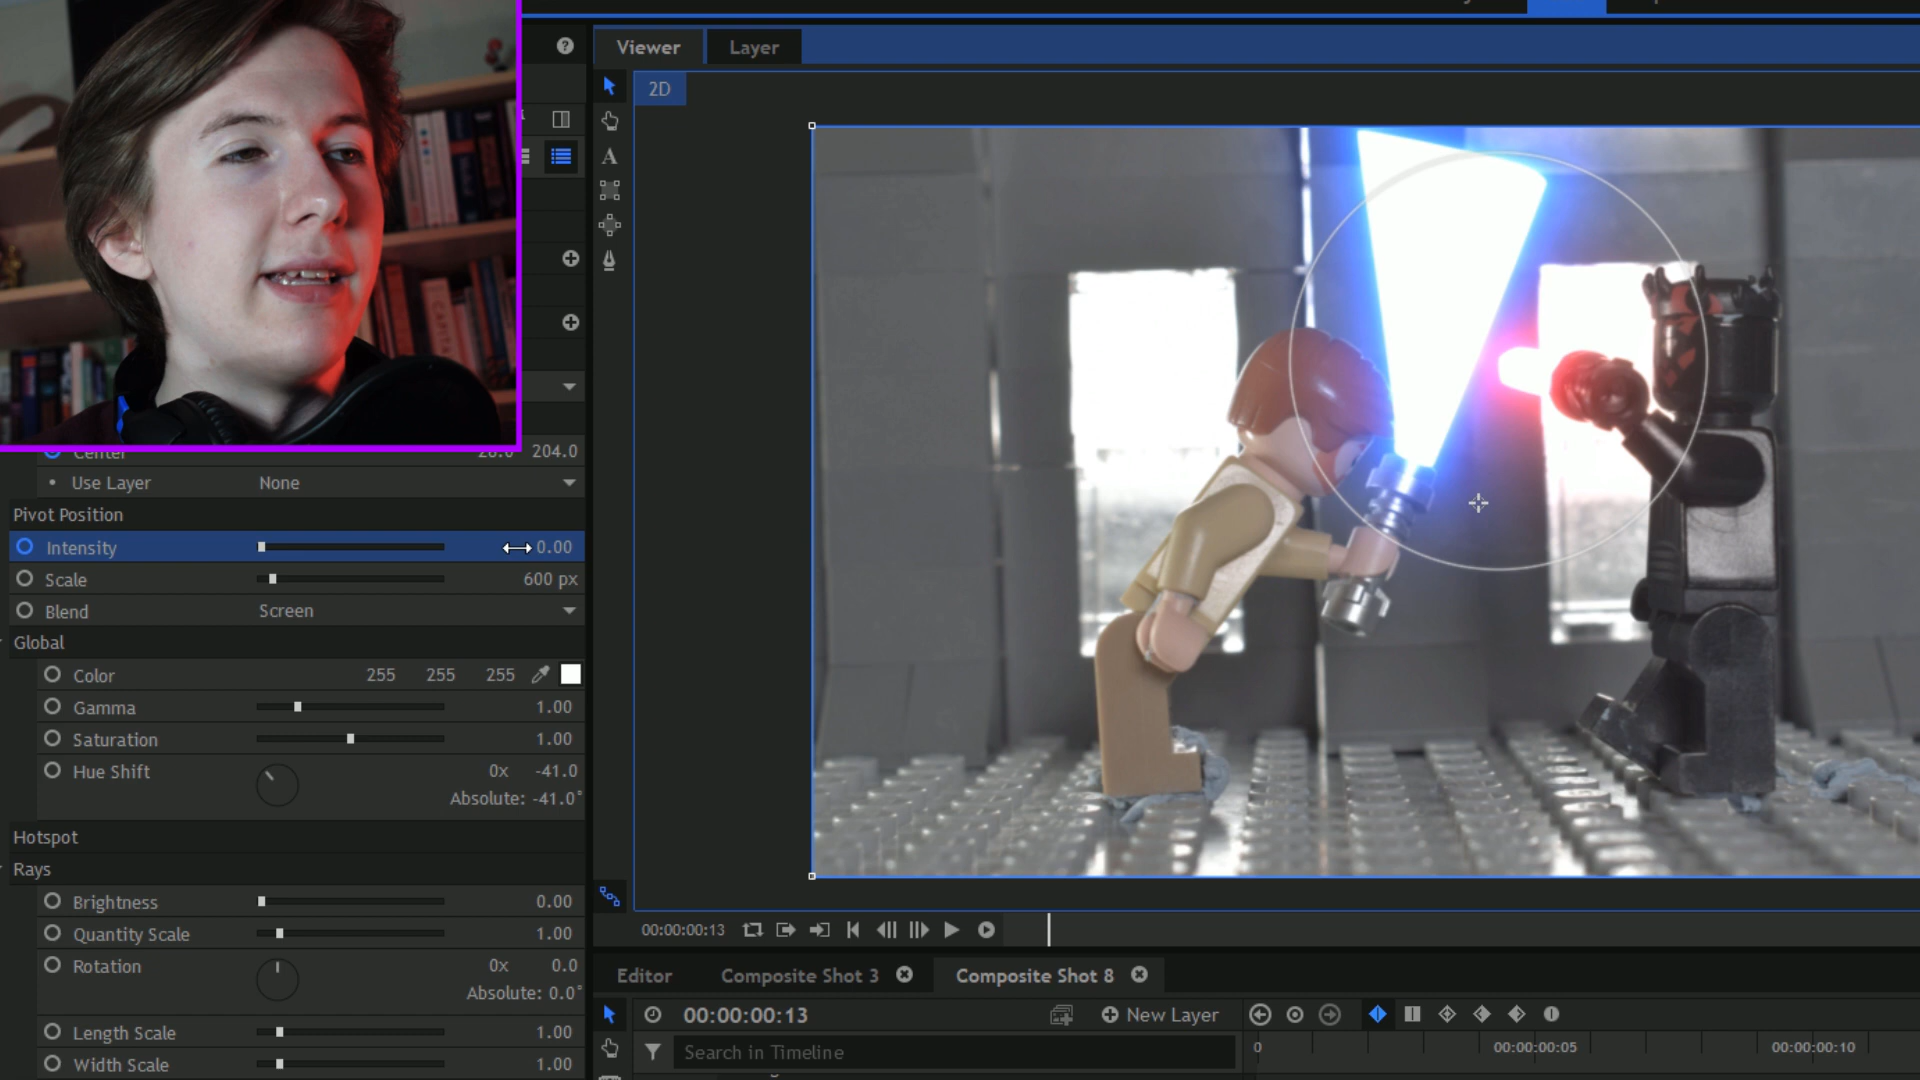 Viewer
Layer
2D
A
Center 204.0
Use Layer None
Pivot Position
Intensity 0.00
Scale 600 px
Blend Screen
Global
Color 255 255 255
Gamma 1.00
Saturation 1.00
Hue Shift 0x -41.0
Absolute: -41.0°
Hotspot
Rays
Brightness 0.00
Quantity Scale 1.00
Rotation 0x 0.0
Absolute: 0.0°
Length Scale 1.00
Width Scale 1.00
00:00:00:13
Editor Composite Shot 3 Composite Shot 8
00:00:00:13 New Layer
Search in Timeline
0 00:00:00:05 00:00:00:10